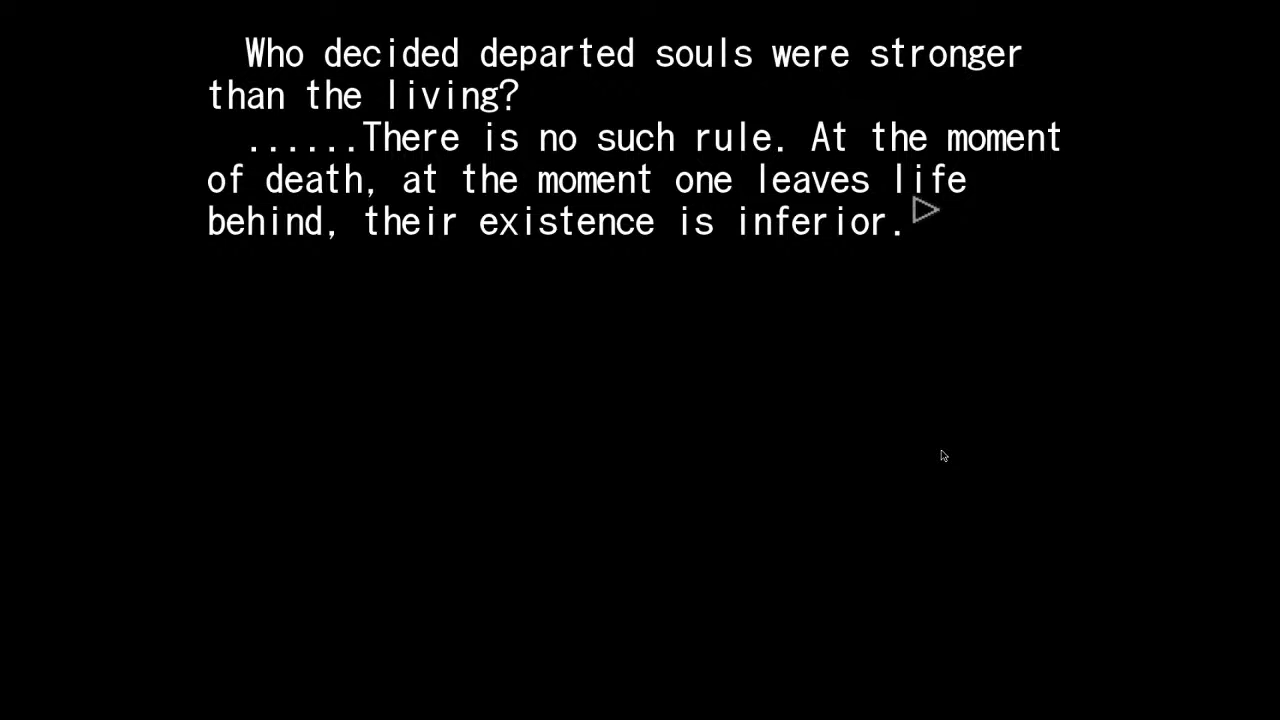 Who decided departed souls were stronger
than the living?
......There is no such rule. At the moment
of death, at the moment one leaves life
behind, their existence is inferior.